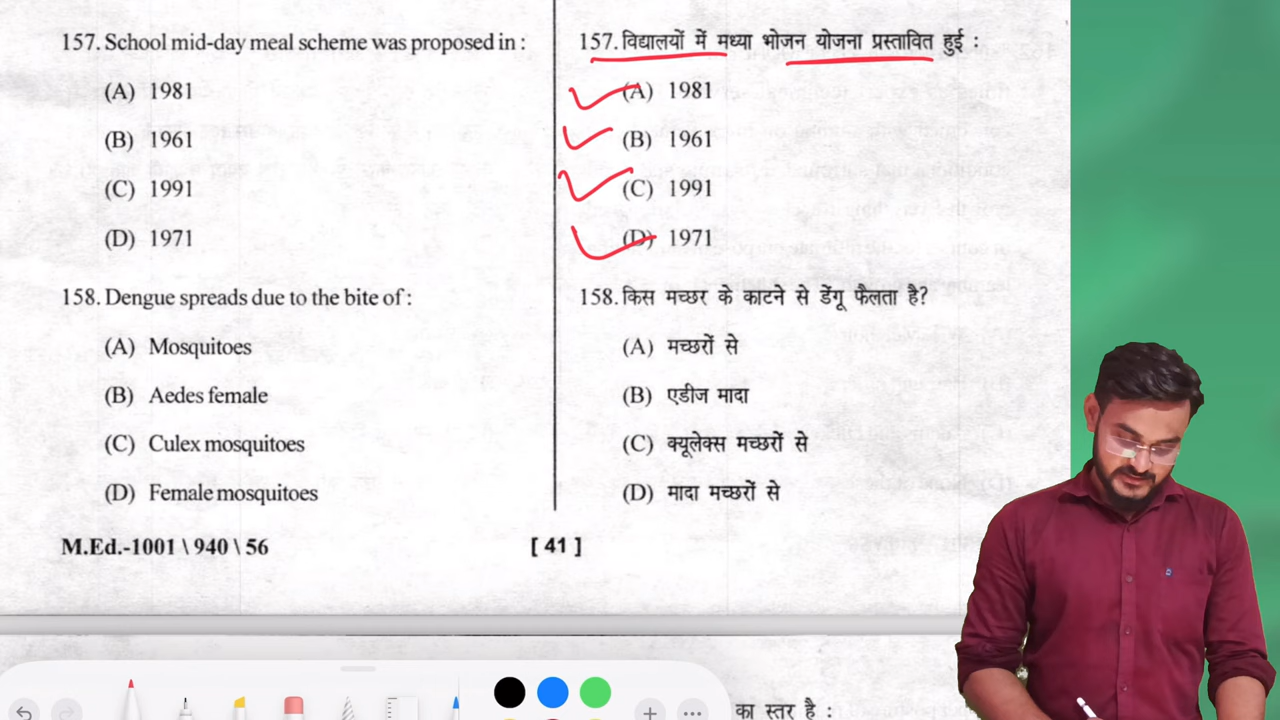 157. School mid-day meal scheme was proposed in :
(A) 1981
(B) 1961
(C) 1991
(D) 1971
158. Dengue spreads due to the bite of :
(A) Mosquitoes
(B) Aedes female
(C) Culex mosquitoes
(D) Female mosquitoes
157. विद्यालयों में मध्या भोजन योजना प्रस्तावित हुई :
(A) 1981
(B) 1961
(C) 1991
(D) 1971
158. किस मच्छर के काटने से डेंगू फैलता है?
(A) मच्छरों से
(B) एडीज मादा
(C) क्यूलेक्स मच्छरों से
(D) मादा मच्छरों से
M.Ed.-1001 \ 940 \ 56
[ 41 ]
का स्तर है :